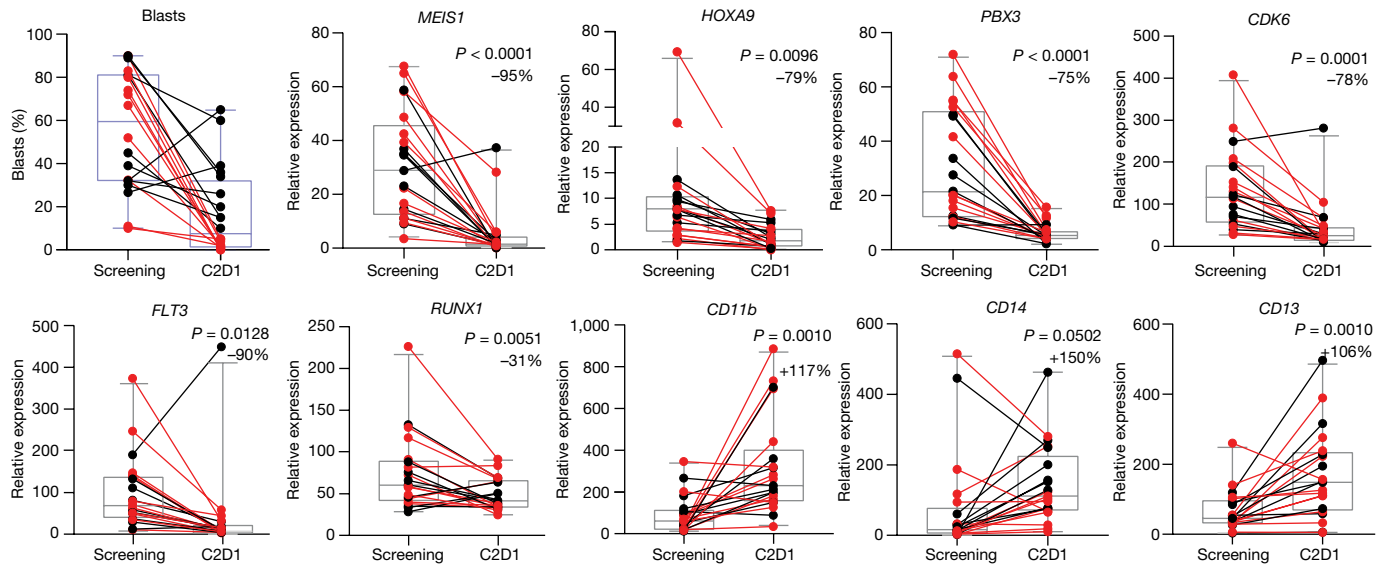 Blasts
100
80
60
40
20
0
Blasts (%)
Screening
C2D1
MEIS1
P < 0.0001
–95%
80
60
40
20
0
Relative expression
Screening
C2D1
HOXA9
P = 0.0096
–79%
80
60
40
20
20
15
10
5
0
Relative expression
Screening
C2D1
PBX3
P <0.0001
–75%
80
60
40
20
0
Relative expression
Screening
C2D1
CDK6
P = 0.0001
–78%
500
400
300
200
100
0
Relative expression
Screening
C2D1
FLT3
P = 0.0128
–90%
500
400
300
200
100
0
Relative expression
Screening
C2D1
RUNX1
P = 0.0051
–31%
250
200
150
100
50
0
Relative expression
Screening
C2D1
CD11b
P = 0.0010
+117%
1,000
800
600
400
200
0
Relative expression
Screening
C2D1
CD14
P = 0.0502
+150%
600
400
200
0
Relative expression
Screening
C2D1
CD13
P = 0.0010
+106%
600
400
200
0
Relative expression
Screening
C2D1